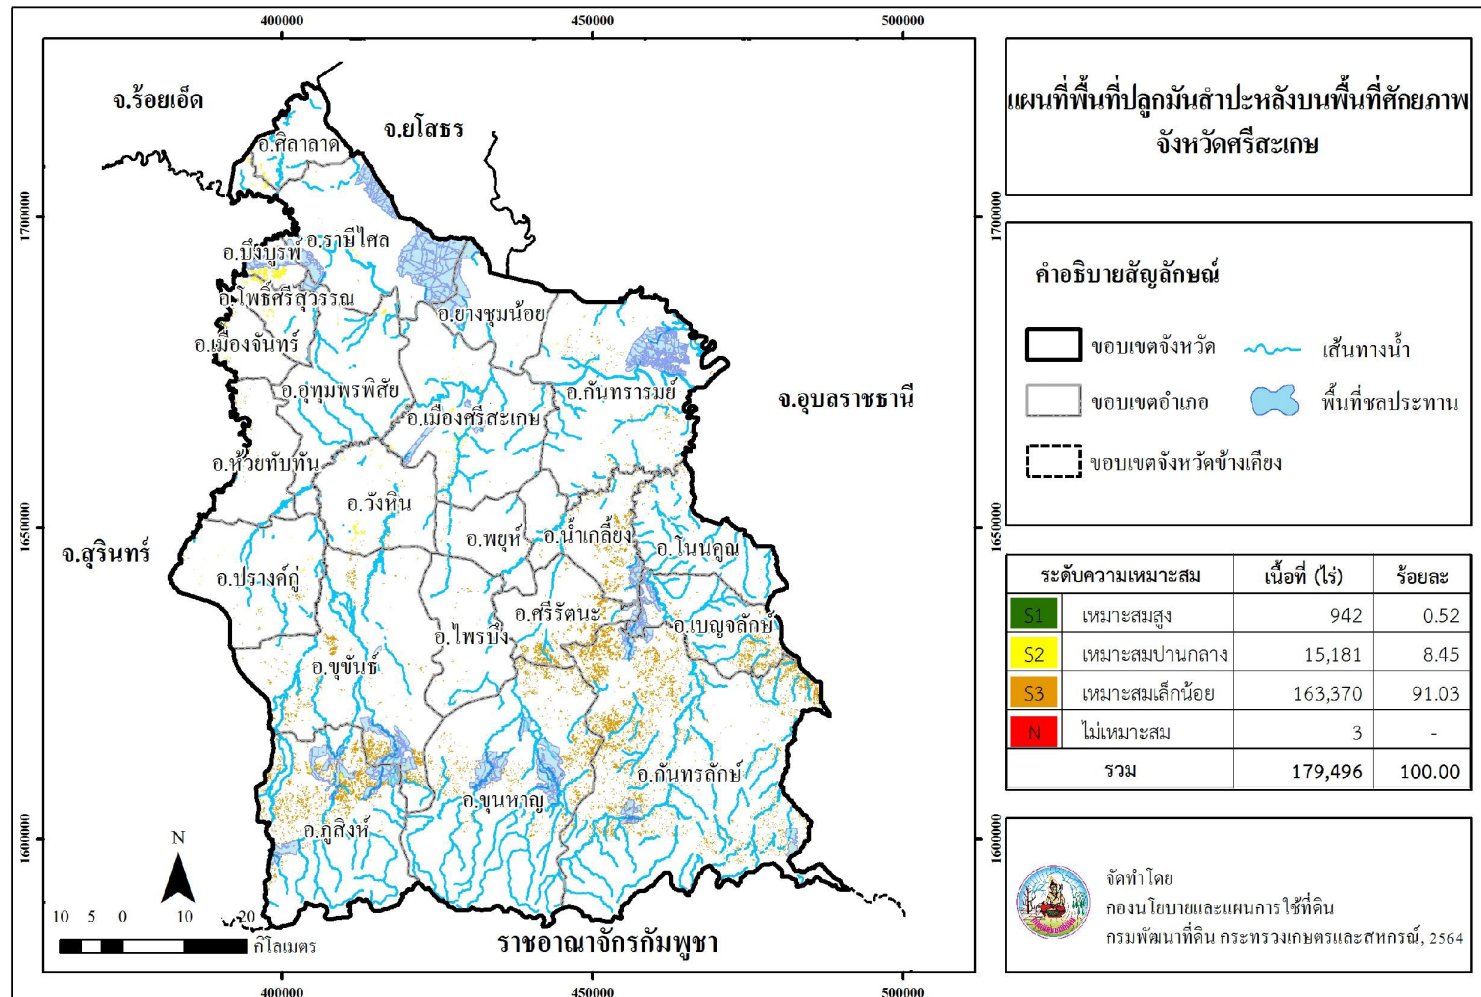 400000
450000
500000
จ.ร้อยเอ็ด
จ.ยโสธร
อ.ศิลาลาด
1700000
1700000
อ.ราษีไศล
อ.บึงบูรพ์
อ.โพธิ์ศรีสุวรรณ
อ.ยางชุมน้อย
อ.เมืองจันทร์
อ.อุทุมพรพิสัย
อ.กันทรารมย์
จ.อุบลราชธานี
อ.เมืองศรีสะเกษ
อ.ห้วยทับทัน
อ.วังหิน
1650000
1650000
อ.พยุห์
อ.น้ำเกลี้ยง
จ.สุรินทร์
อ.โนนคูณ
อ.ปรางค์กู่
อ.ศรีรัตนะ
อ.เบญจลักษ์
อ.ไพรบึง
อ.ขุขันธ์
อ.กันทรลักษ์
อ.ขุนหาญ
อ.ภูสิงห์
1600000
1600000
N
10 5 0 10 20
กิโลเมตร
ราชอาณาจักรกัมพูชา
400000
450000
500000
แผนที่พื้นที่ปลูกมันสำปะหลังบนพื้นที่ศักยภาพ
จังหวัดศรีสะเกษ
คำอธิบายสัญลักษณ์
ขอบเขตจังหวัด เส้นทางน้ำ
ขอบเขตอำเภอ พื้นที่ชลประทาน
ขอบเขตจังหวัดข้างเคียง
ระดับความเหมาะสม เนื้อที่ (ไร่) ร้อยละ
S1 เหมาะสมสูง 942 0.52
S2 เหมาะสมปานกลาง 15,181 8.45
S3 เหมาะสมเล็กน้อย 163,370 91.03
N ไม่เหมาะสม 3 -
รวม 179,496 100.00
จัดทำโดย
กองนโยบายและแผนการใช้ที่ดิน
กรมพัฒนาที่ดิน กระทรวงเกษตรและสหกรณ์, 2564